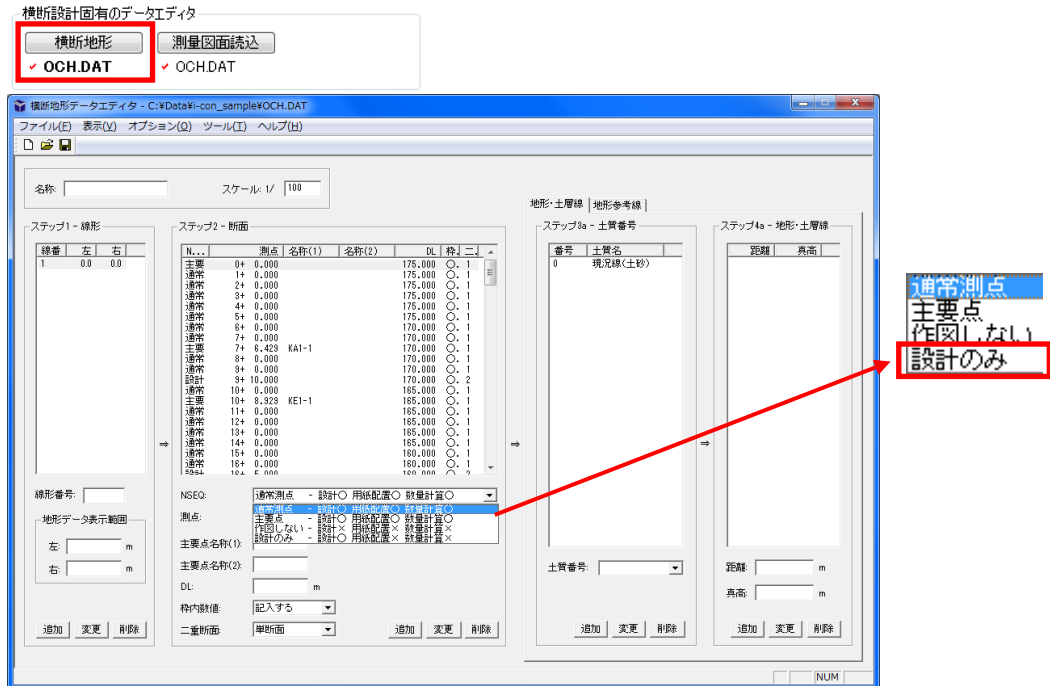 横断設計固有のデータエディタ
横断地形 測量図面読込
OCH.DAT OCH.DAT
横断地形データエディタ - C:¥Data¥i-con_sample¥OCH.DAT
ファイル(F) 表示(V) オプション(O) ツール(T) ヘルプ(H)
名称: スケール: 1/ 100
地形・土層線 地形参考線
ステップ1 - 線形 ステップ2 - 断面 ステップ3a - 土質番号 ステップ4a - 地形・土層線
線番 左 右 N... 測点 名称(1) 名称(2) DL 枠. 二. 番号 土質名 距離 真高
1 0.0 0.0
0 現況線(土砂)
主要 0+ 0.000 175.000 〇. 1
通常 1+ 0.000 175.000 〇. 1
通常 2+ 0.000 175.000 〇. 1
通常 3+ 0.000 175.000 〇. 1
通常 4+ 0.000 175.000 〇. 1
通常 5+ 0.000 175.000 〇. 1
通常 6+ 0.000 170.000 〇. 1
通常 7+ 0.000 170.000 〇. 1
主要 7+ 6.429 KA1-1 170.000 〇. 1
通常 8+ 0.000 170.000 〇. 1
通常 9+ 0.000 170.000 〇. 1
設計 9+ 10.000 170.000 〇. 2
通常 10+ 0.000 165.000 〇. 1
主要 10+ 8.929 KE1-1 165.000 〇. 1
通常 11+ 0.000 165.000 〇. 1
通常 12+ 0.000 165.000 〇. 1
通常 13+ 0.000 165.000 〇. 1
通常 14+ 0.000 165.000 〇. 1
通常 15+ 0.000 160.000 〇. 1
通常 16+ 0.000 160.000 〇. 1
設計 16+ 5.000 160.000 〇. 2
⇒ ⇒ ⇒
線形番号:
地形データ表示範囲
左: m
右: m
追加 変更 削除
NSEQ: 通常測点 - 設計〇 用紙配置〇 数量計算〇
通常測点 - 設計〇 用紙配置〇 数量計算〇
主要点 - 設計〇 用紙配置〇 数量計算〇
作図しない - 設計× 用紙配置× 数量計算×
設計のみ - 設計〇 用紙配置× 数量計算×
測点:
主要点名称(1):
主要点名称(2):
DL: m
枠内数値: 記入する
二重断面: 単断面
追加 変更 削除
土質番号:
追加 変更 削除
距離: m
真高: m
追加 変更 削除
NUM
通常測点
主要点
作図しない
設計のみ